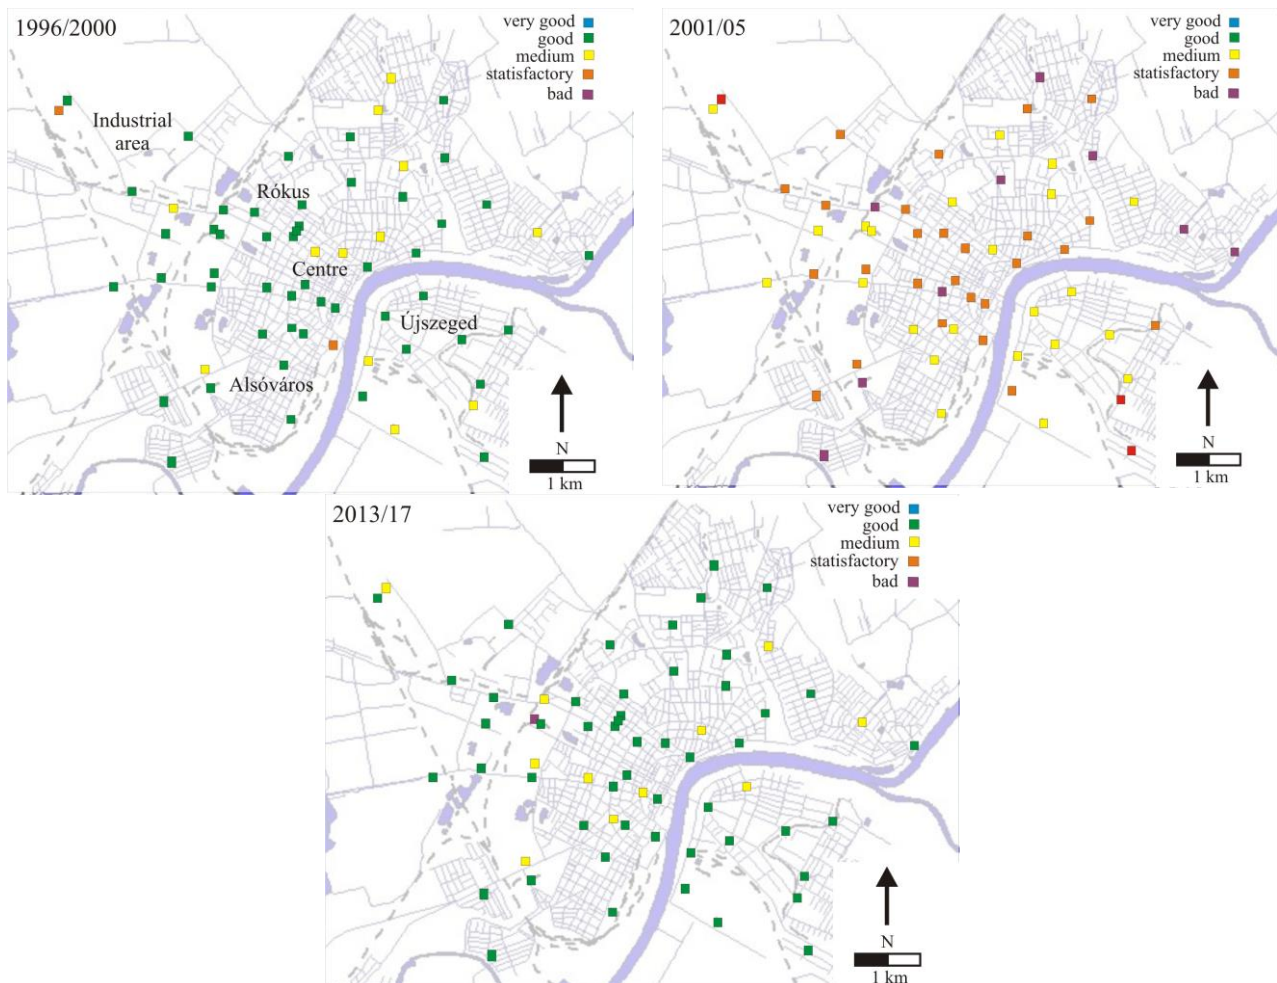 1996/2000
very good
good
medium
statisfactory
bad
Industrial
area
Rókus
Centre
Újszeged
Alsóváros
N
1 km
2001/05
very good
good
medium
statisfactory
bad
N
1 km
2013/17
very good
good
medium
statisfactory
bad
N
1 km